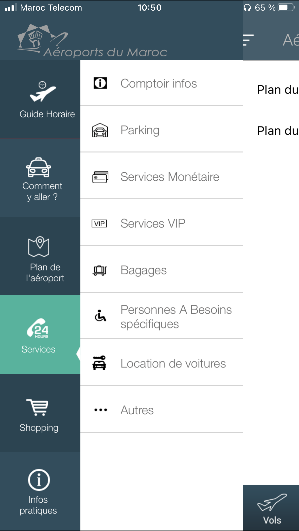 Maroc Telecom 10:50 65 %
Aéroports du Maroc
Aé
Guide Horaire
Comment
y aller ?
Plan de
l'aéroport
24
HOURS
Services
Shopping
Infos
pratiques
Comptoir infos
Parking
Services Monétaire
VIP Services VIP
Bagages
Personnes A Besoins
spécifiques
Location de voitures
Autres
Plan du
Plan du
Vols